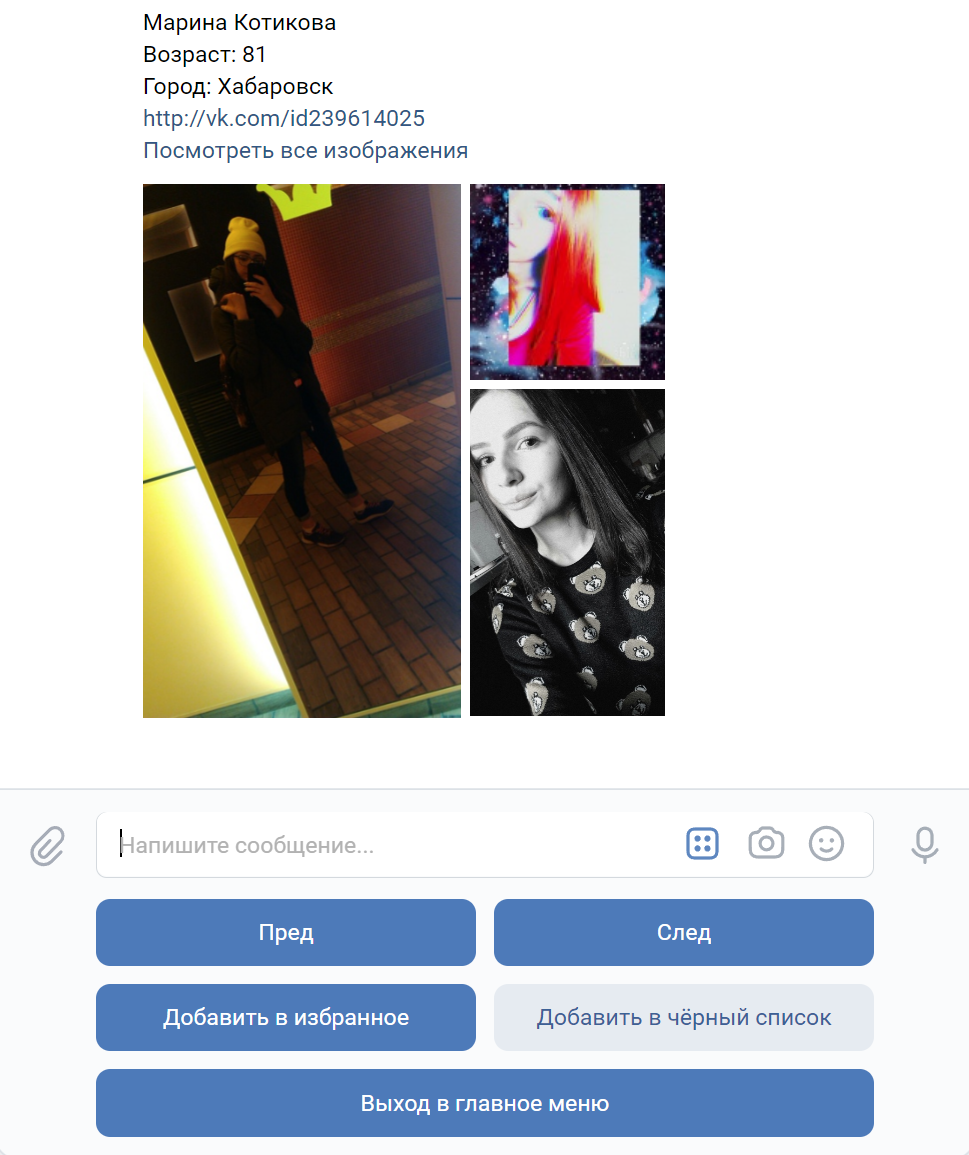 Марина Котикова
Возраст: 81
Город: Хабаровск
http://vk.com/id239614025
Посмотреть все изображения
Напишите сообщение...
Пред
След
Добавить в избранное
Добавить в чёрный список
Выход в главное меню